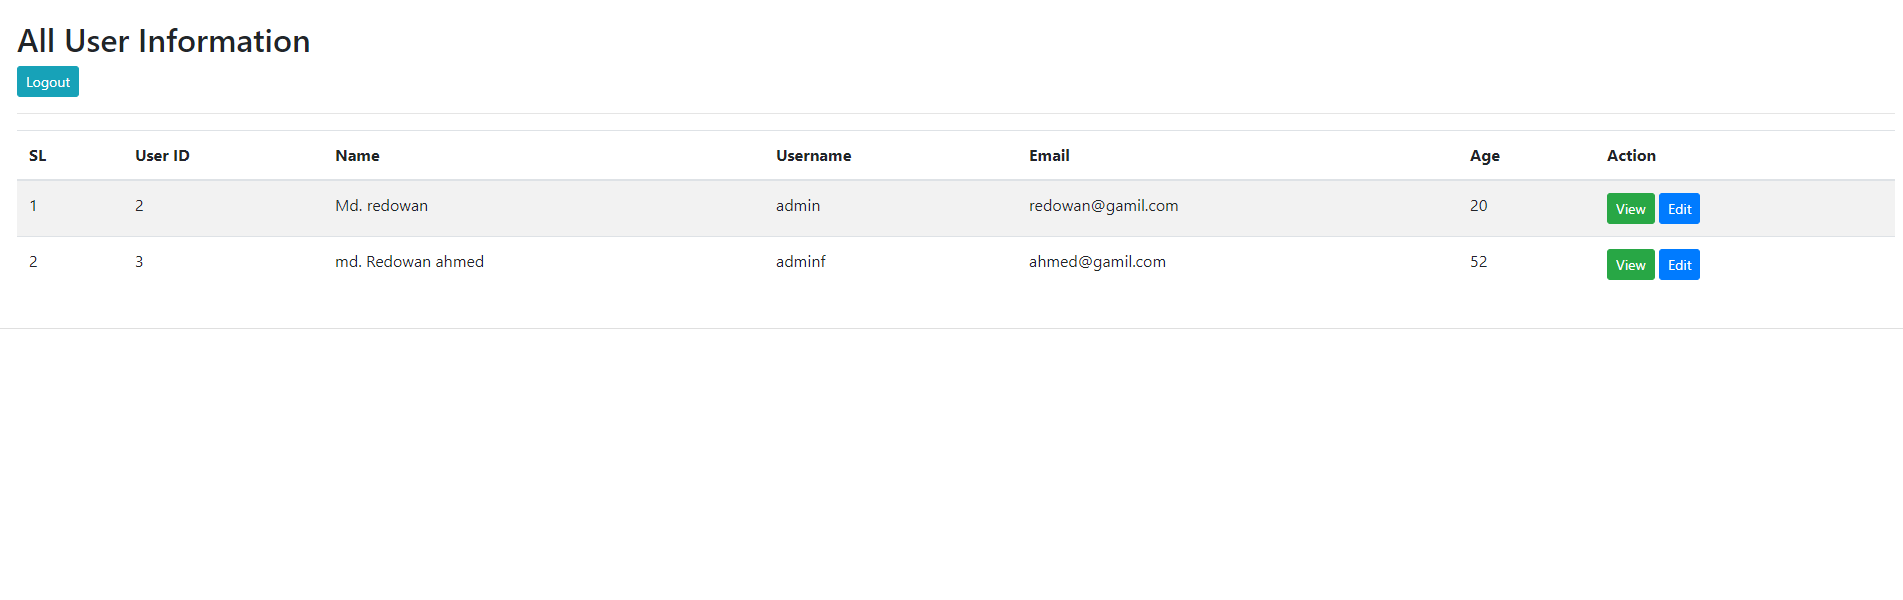 All User Information
Logout
SL User ID Name Username Email Age Action
1 2 Md. redowan admin redowan@gamil.com 20 View Edit
2 3 md. Redowan ahmed adminf ahmed@gamil.com 52 View Edit